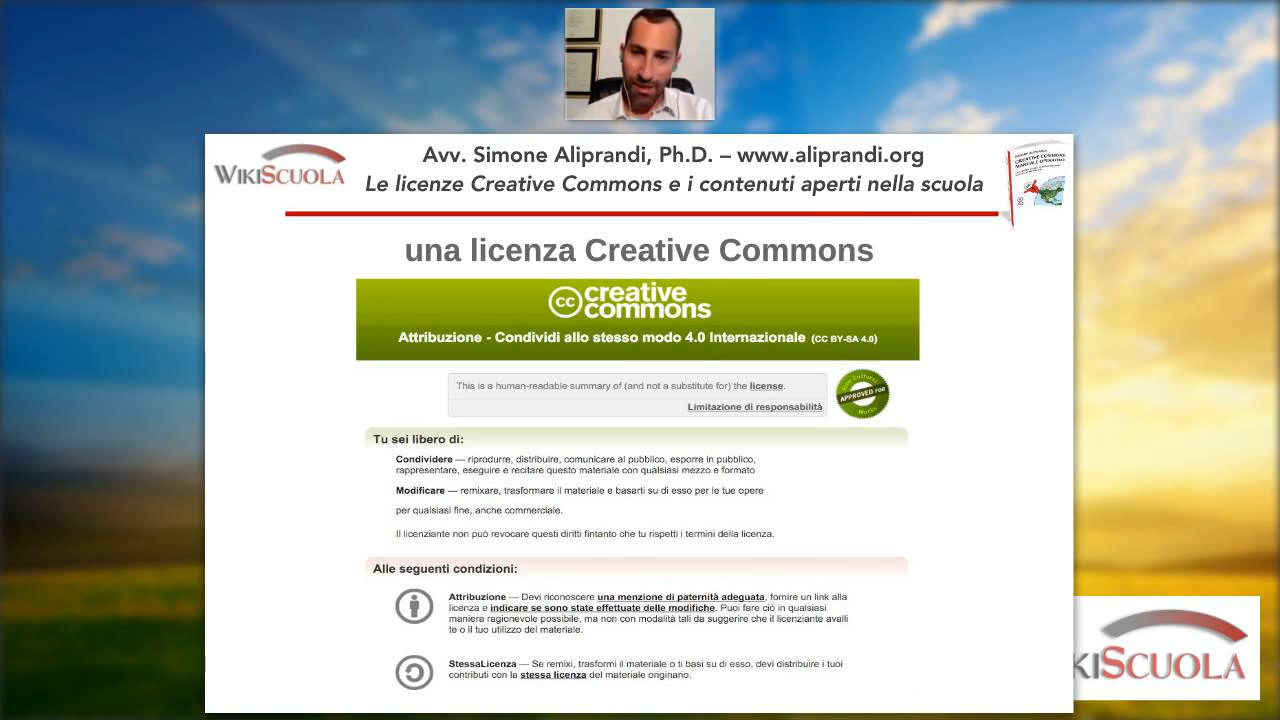 WIKISCUOLA
Avv. Simone Aliprandi, Ph.D. – www.aliprandi.org
Le licenze Creative Commons e i contenuti aperti nella scuola
CREATIVE COMMONS
MANUALE OPERATIVO
una licenza Creative Commons
cc creative
commons
Attribuzione - Condividi allo stesso modo 4.0 Internazionale (CC BY-SA 4.0)
This is a human-readable summary of (and not a substitute for) the license.
Limitazione di responsabilità
Free Cultural
APPROVED FOR
Works
Tu sei libero di:
Condividere — riprodurre, distribuire, comunicare al pubblico, esporre in pubblico,
rappresentare, eseguire e recitare questo materiale con qualsiasi mezzo e formato
Modificare — remixare, trasformare il materiale e basarti su di esso per le tue opere
per qualsiasi fine, anche commerciale.
Il licenziante non può revocare questi diritti fintanto che tu rispetti i termini della licenza.
Alle seguenti condizioni:
Attribuzione — Devi riconoscere una menzione di paternità adeguata, fornire un link alla
licenza e indicare se sono state effettuate delle modifiche. Puoi fare ciò in qualsiasi
maniera ragionevole possibile, ma non con modalità tali da suggerire che il licenziante avalli
te o il tuo utilizzo del materiale.
StessaLicenza — Se remixi, trasformi il materiale o ti basi su di esso, devi distribuire i tuoi
contributi con la stessa licenza del materiale originario.
KISCUOLA